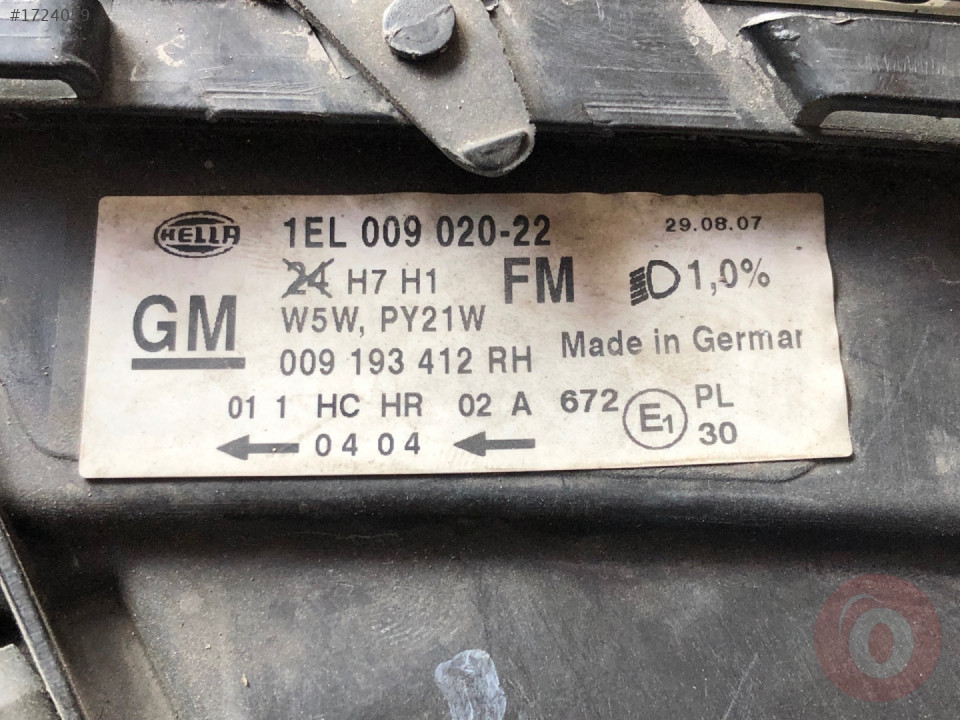 HELLA 1EL 009 020-22 29.08.07
24 H7 H1 FM 1,0%
GM W5W, PY21W
009 193 412 RH Made in German
01 1 HC HR 02 A 672 E1 PL
04 04 30